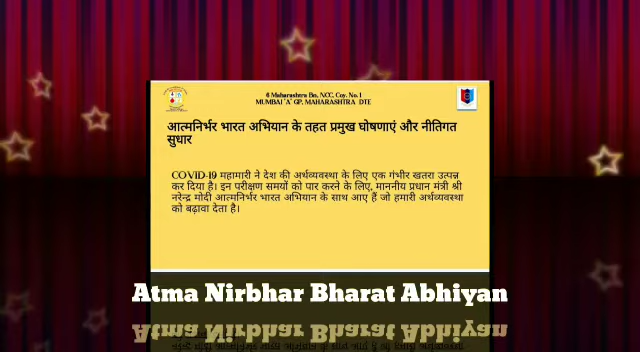 6 Maharashtra Bn, NCC, Coy. No. 1
MUMBAI 'A' GP, MAHARASHTRA DTE
आत्मनिर्भर भारत अभियान के तहत प्रमुख घोषणाएं और नीतिगत
सुधार
COVID-19 महामारी ने देश की अर्थव्यवस्था के लिए एक गंभीर खतरा उत्पन्न
कर दिया है। इन परीक्षण समयों को पार करने के लिए, माननीय प्रधान मंत्री श्री
नरेन्द्र मोदी आत्मनिर्भर भारत अभियान के साथ आए हैं जो हमारी अर्थव्यवस्था
को बढ़ावा देता है।
Atma Nirbhar Bharat Abhiyan